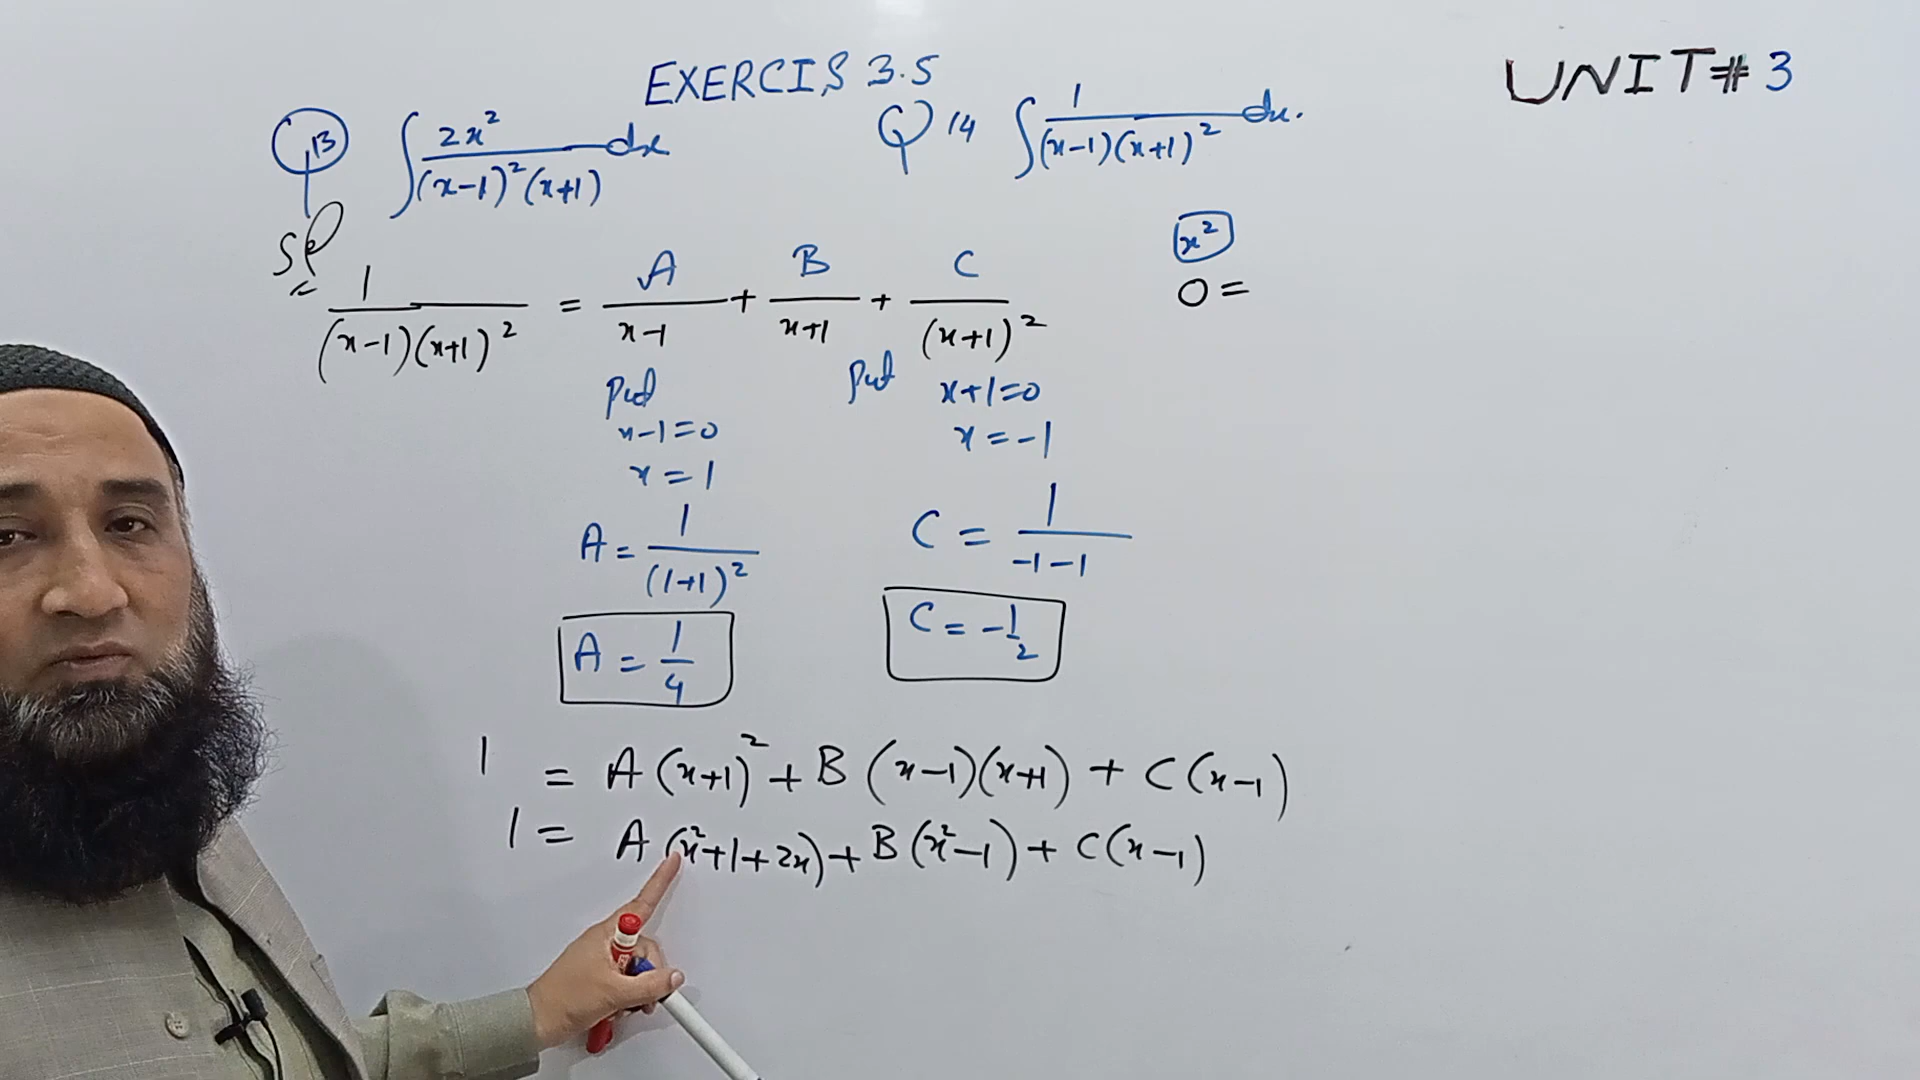 EXERCIS 3.5
UNIT # 3
Q13 ∫ 2x² / (x-1)²(x+1) dx
Q 14 ∫ 1 / (x-1)(x+1)² dx.
Sol
1 / (x-1)(x+1)² = A / x-1 + B / x+1 + C / (x+1)²
x²
0 =
put
x-1=0
x=1
A = 1 / (1+1)²
A = 1/4
put x+1=0
x=-1
C = 1 / -1-1
C = -1/2
1 = A(x+1)² + B(x-1)(x+1) + C(x-1)
1 = A(x²+1+2x) + B(x²-1) + C(x-1)